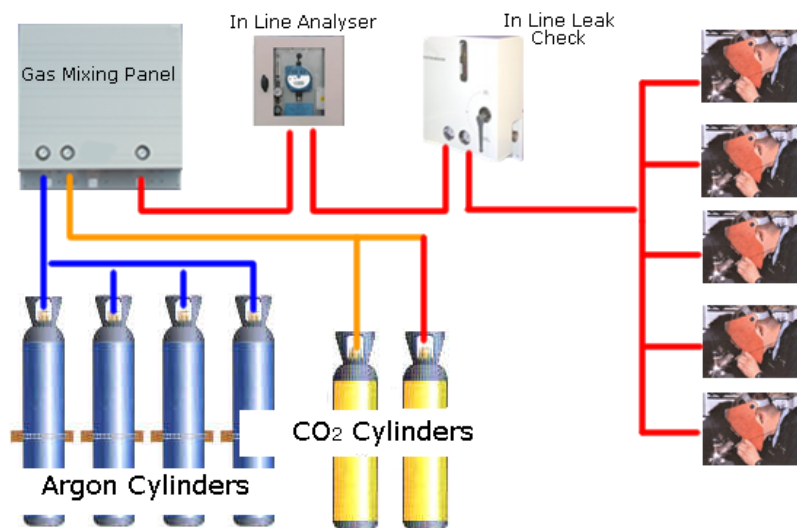 In Line Analyser
In Line Leak
Check
Gas Mixing Panel
CO₂ Cylinders
Argon Cylinders